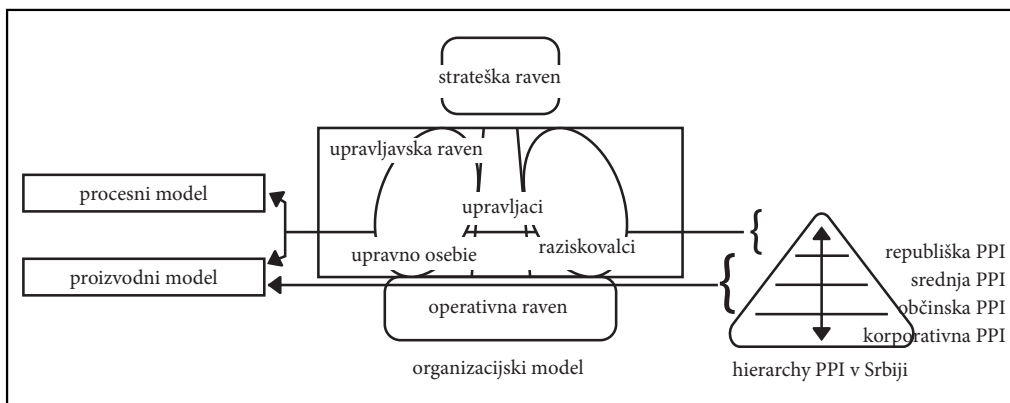 strateška raven
upravljavska raven
procesni model
upravljaci
upravno osebie
raziskovalci
republiška PPI
proizvodni model
srednja PPI
operativna raven
občinska PPI
korporativna PPI
organizacijski model
hierarchy PPI v Srbiji